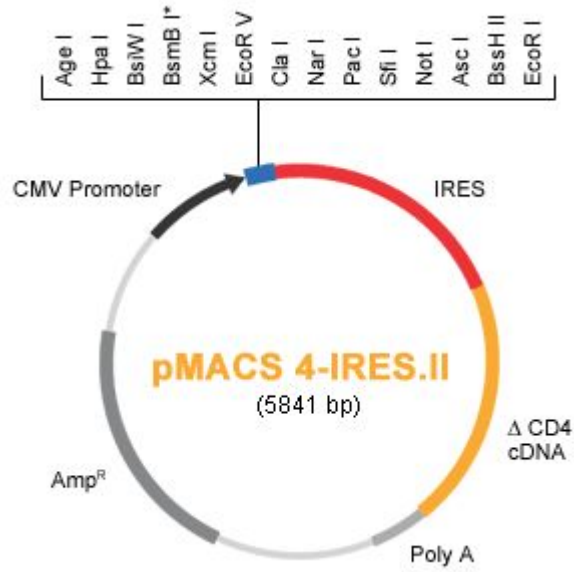 Age I
Hpa I
BsiW I
BsmB I*
Xcm I
EcoR V
Cla I
Nar I
Pac I
Sfi I
Not I
Asc I
BssH II
EcoR I
CMV Promoter
IRES
pMACS 4-IRES.II
(5841 bp)
Δ CD4
cDNA
Amp^R
Poly A